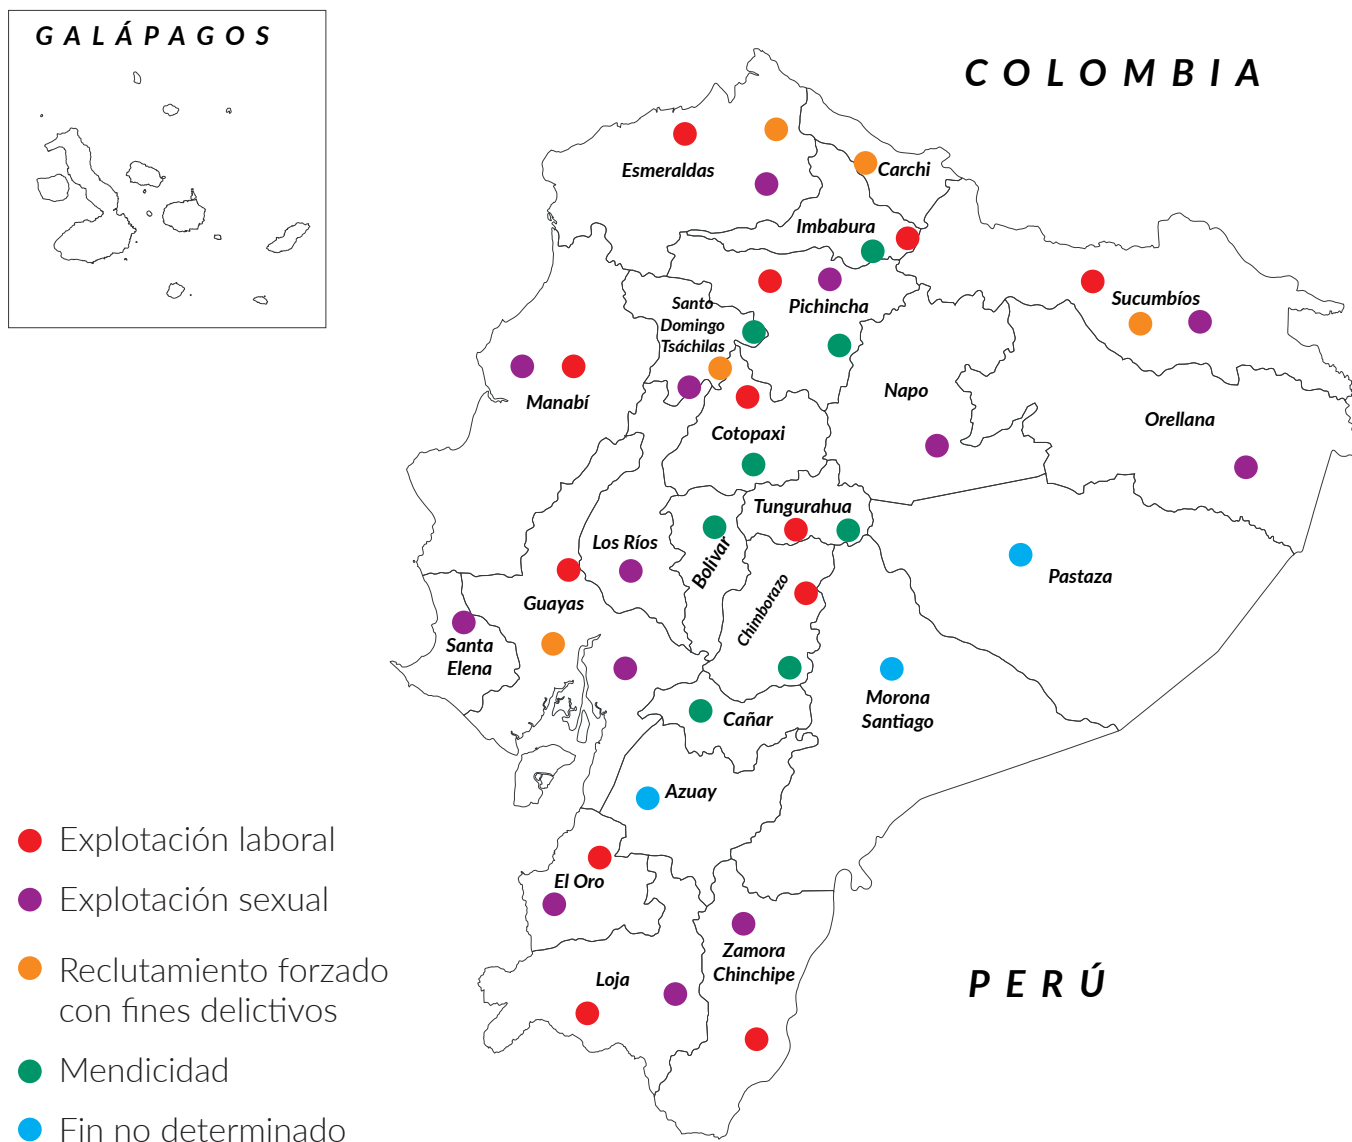 GALÁPAGOS
COLOMBIA
Esmeraldas
Carchi
Imbabura
Sucumbíos
Pichincha
Santo
Domingo
Tsáchilas
Manabí
Napo
Orellana
Cotopaxi
Tungurahua
Los Ríos
Bolivar
Pastaza
Chimborazo
Guayas
Santa
Elena
Morona
Santiago
Cañar
Azuay
El Oro
Zamora
Chinchipe
Loja
PERÚ
Explotación laboral
Explotación sexual
Reclutamiento forzado
con fines delictivos
Mendicidad
Fin no determinado